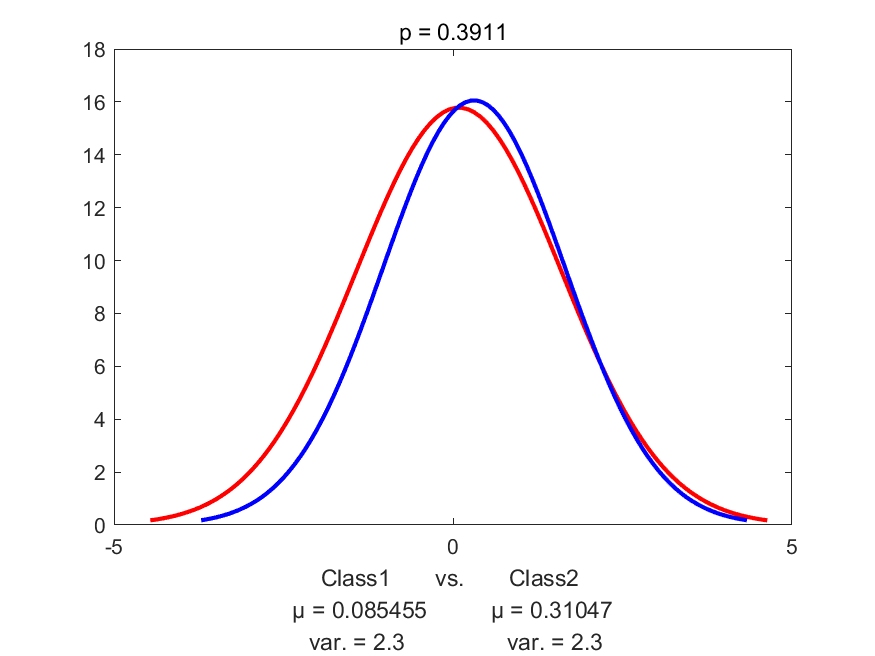 p = 0.3911
18
16
14
12
10
8
6
4
2
0
-5 0 5
Class1 vs. Class2
μ = 0.085455 μ = 0.31047
var. = 2.3 var. = 2.3